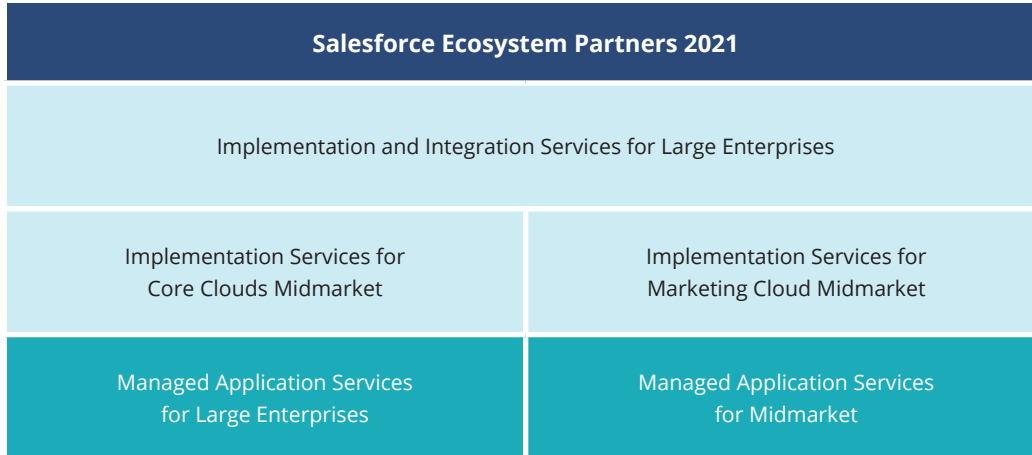 Salesforce Ecosystem Partners 2021
Implementation and Integration Services for Large Enterprises
Implementation Services for
Core Clouds Midmarket
Implementation Services for
Marketing Cloud Midmarket
Managed Application Services
for Large Enterprises
Managed Application Services
for Midmarket